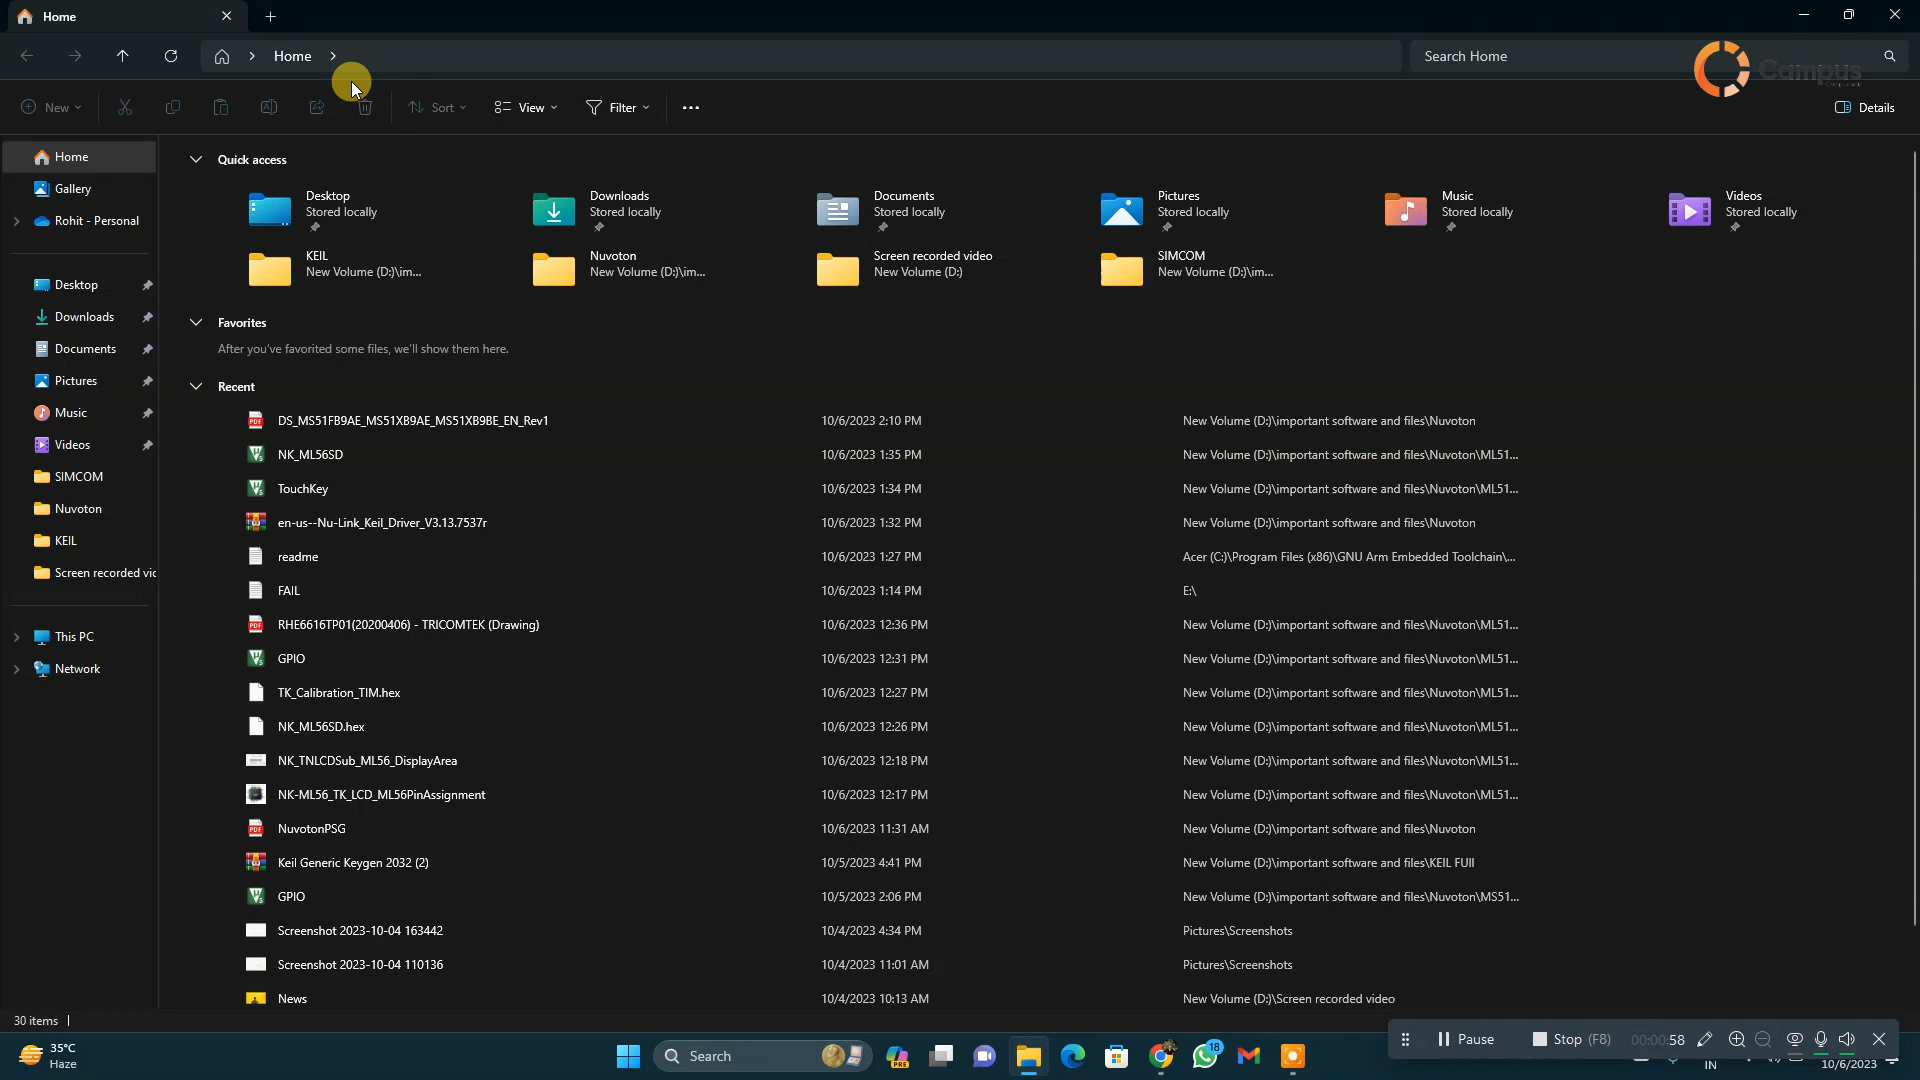 Home
Home
Search Home
Campus
New
Sort
View
Filter
Details
Home
Gallery
Rohit - Personal
Desktop
Downloads
Documents
Pictures
Music
Videos
SIMCOM
Nuvoton
KEIL
Screen recorded vic
This PC
Network
Quick access
Desktop
Stored locally
Downloads
Stored locally
Documents
Stored locally
Pictures
Stored locally
Music
Stored locally
Videos
Stored locally
KEIL
New Volume (D:)\im...
Nuvoton
New Volume (D:)\im...
Screen recorded video
New Volume (D:)
SIMCOM
New Volume (D:)\im...
Favorites
After you've favorited some files, we'll show them here.
Recent
DS_MS51FB9AE_MS51XB9AE_MS51XB9BE_EN_Rev1 10/6/2023 2:10 PM New Volume (D:)\important software and files\Nuvoton
NK_ML56SD 10/6/2023 1:35 PM New Volume (D:)\important software and files\Nuvoton\ML51...
TouchKey 10/6/2023 1:34 PM New Volume (D:)\important software and files\Nuvoton\ML51...
en-us--Nu-Link_Keil_Driver_V3.13.7537r 10/6/2023 1:32 PM New Volume (D:)\important software and files\Nuvoton
readme 10/6/2023 1:27 PM Acer (C:)\Program Files (x86)\GNU Arm Embedded Toolchain\...
FAIL 10/6/2023 1:14 PM E:\
RHE6616TP01(20200406) - TRICOMTEK (Drawing) 10/6/2023 12:36 PM New Volume (D:)\important software and files\Nuvoton\ML51...
GPIO 10/6/2023 12:31 PM New Volume (D:)\important software and files\Nuvoton\ML51...
TK_Calibration_TIM.hex 10/6/2023 12:27 PM New Volume (D:)\important software and files\Nuvoton\ML51...
NK_ML56SD.hex 10/6/2023 12:26 PM New Volume (D:)\important software and files\Nuvoton\ML51...
NK_TNLCDSub_ML56_DisplayArea 10/6/2023 12:18 PM New Volume (D:)\important software and files\Nuvoton\ML51...
NK-ML56_TK_LCD_ML56PinAssignment 10/6/2023 12:17 PM New Volume (D:)\important software and files\Nuvoton\ML51...
NuvotonPSG 10/6/2023 11:31 AM New Volume (D:)\important software and files\Nuvoton
Keil Generic Keygen 2032 (2) 10/5/2023 4:41 PM New Volume (D:)\important software and files\KEIL FUll
GPIO 10/5/2023 2:06 PM New Volume (D:)\important software and files\Nuvoton\MS51...
Screenshot 2023-10-04 163442 10/4/2023 4:34 PM Pictures\Screenshots
Screenshot 2023-10-04 110136 10/4/2023 11:01 AM Pictures\Screenshots
News 10/4/2023 10:13 AM New Volume (D:)\Screen recorded video
30 items
Pause
Stop (F8)
00:00:58
35°C
Haze
Search
PRE
18
IN
10/6/2023